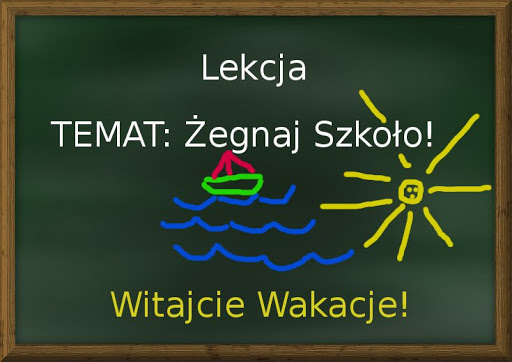 Lekcja
TEMAT: Żegnaj Szkoło!
Witajcie Wakacje!